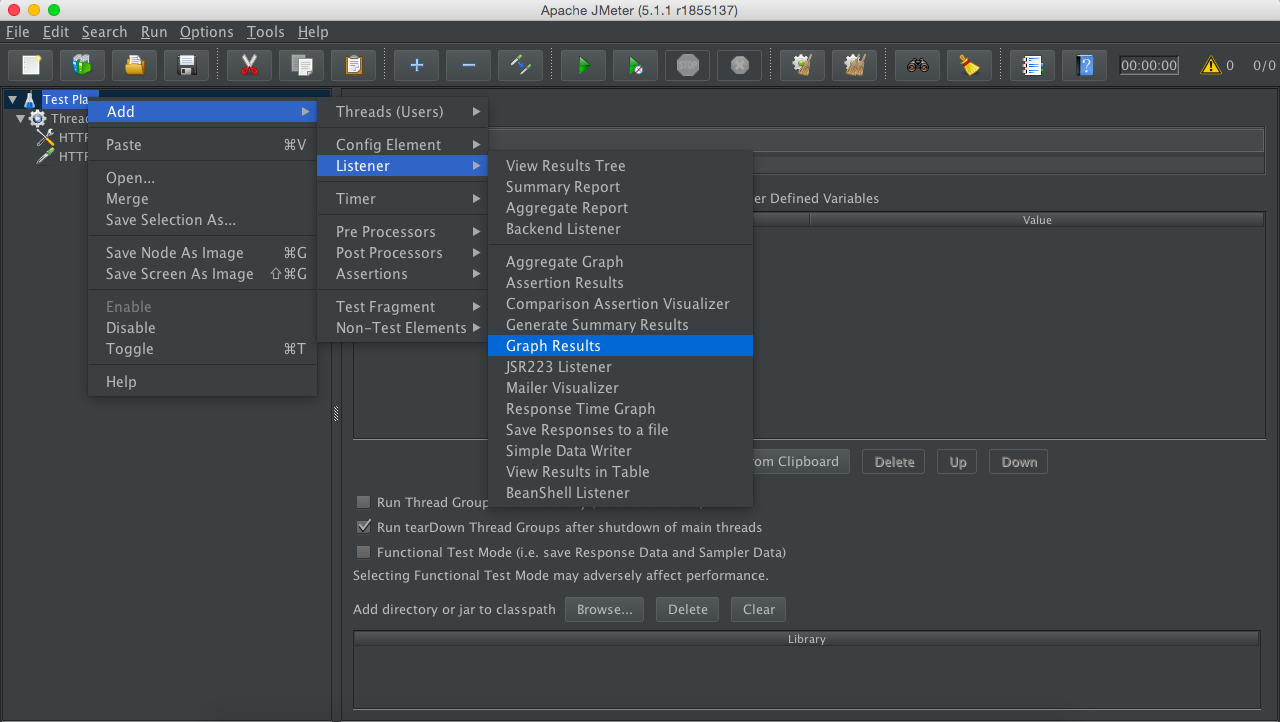 Apache JMeter (5.1.1 r1855137)
File Edit Search Run Options Tools Help
STOP
00:00:00
0/0
Test Pla
Threa
HTTP
HTTP
Add
Paste ⌘V
Open...
Merge
Save Selection As...
Save Node As Image ⌘G
Save Screen As Image ⇧⌘G
Enable
Disable
Toggle ⌘T
Help
Threads (Users)
Config Element
Listener
Timer
Pre Processors
Post Processors
Assertions
Test Fragment
Non-Test Elements
View Results Tree
Summary Report
Aggregate Report
Backend Listener
Aggregate Graph
Assertion Results
Comparison Assertion Visualizer
Generate Summary Results
Graph Results
JSR223 Listener
Mailer Visualizer
Response Time Graph
Save Responses to a file
Simple Data Writer
View Results in Table
BeanShell Listener
er Defined Variables
Value
om Clipboard Delete Up Down
Run Thread Group
Run tearDown Thread Groups after shutdown of main threads
Functional Test Mode (i.e. save Response Data and Sampler Data)
Selecting Functional Test Mode may adversely affect performance.
Add directory or jar to classpath Browse... Delete Clear
Library